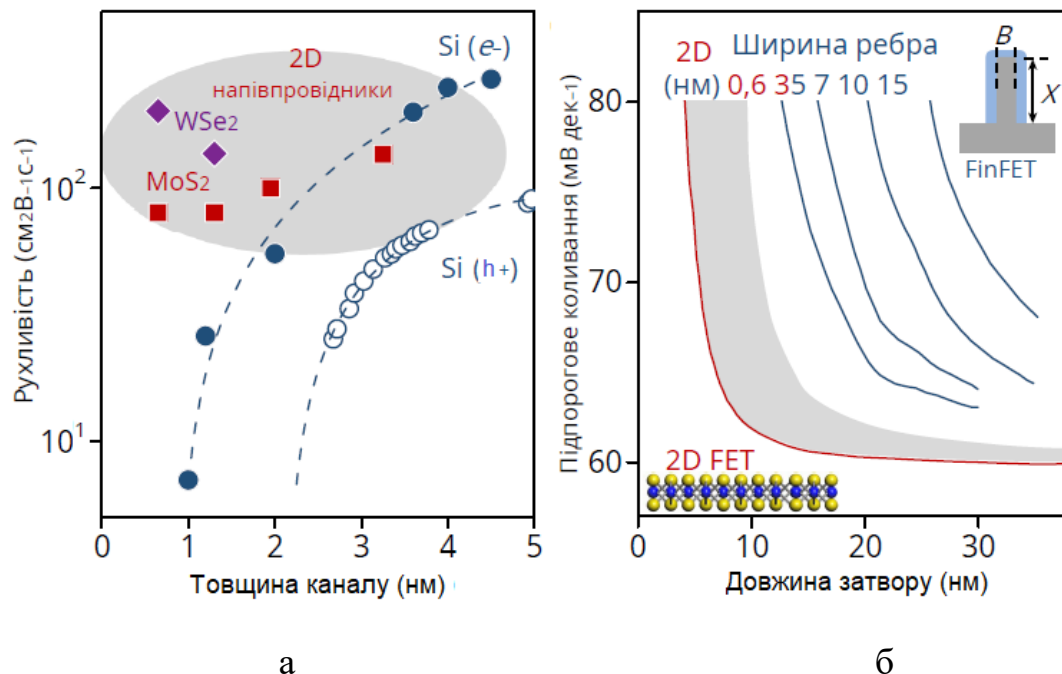 2D
напівпровідники
WSe2
MoS2
Si (e-)
Si (h+)
Рухливість (см2В-1с-1)
10²
10¹
0 1 2 3 4 5
Товщина каналу (нм)
а
2D Ширина ребра
(нм) 0,6 35 7 10 15
B
X
FinFET
Підпорогове коливання (мВ дек-1)
80
70
60
2D FET
0 10 20 30
Довжина затвору (нм)
б